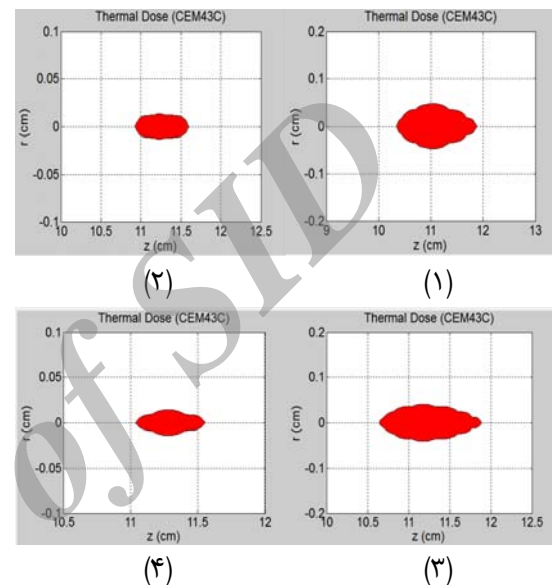 Thermal Dose (CEM43C)
0.1
0.05
0
-0.05
-0.1
r (cm)
10 10.5 11 11.5 12 12.5
z (cm)
(۲)
Thermal Dose (CEM43C)
0.2
0.1
0
-0.1
-0.2
r (cm)
9 10 11 12 13
z (cm)
(۱)
Thermal Dose (CEM43C)
0.1
0.05
0
-0.05
-0.1
r (cm)
10.5 11 11.5 12
z (cm)
(۴)
Thermal Dose (CEM43C)
0.2
0.1
0
-0.1
-0.2
r (cm)
10 10.5 11 11.5 12 12.5
z (cm)
(۳)
of SID